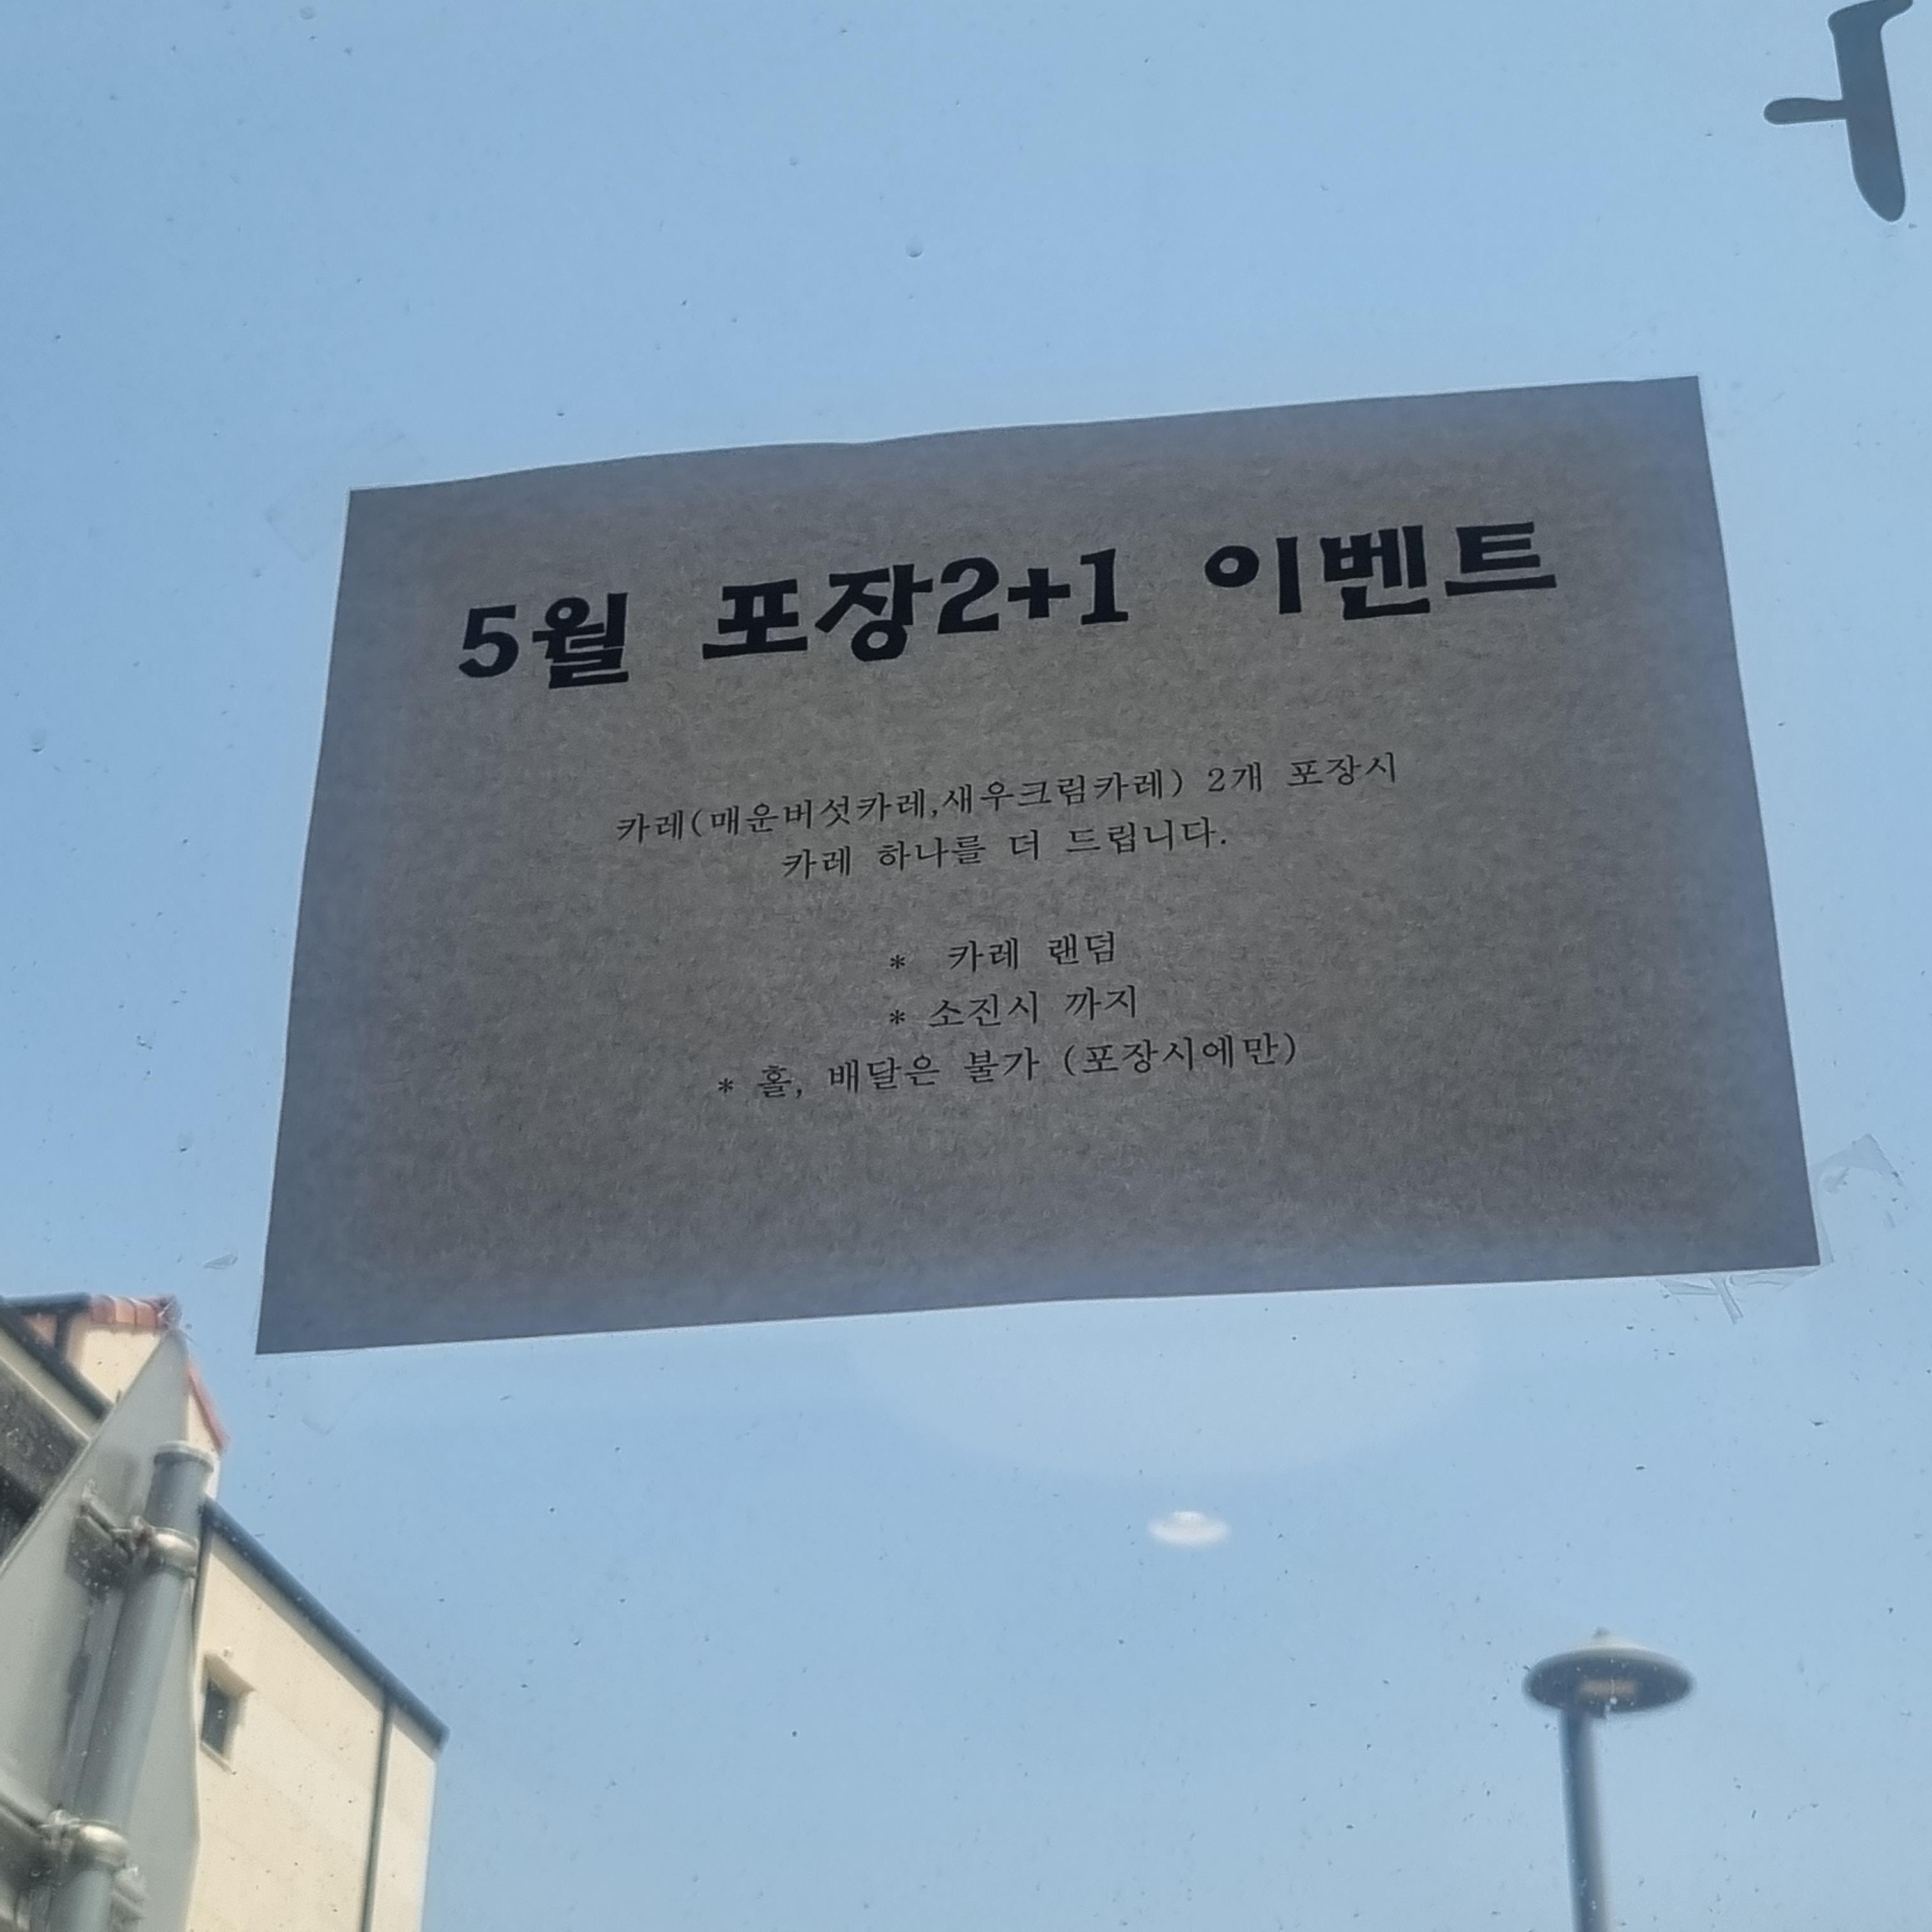 5월 포장2+1 이벤트
카레(매운버섯카레,새우크림카레) 2개 포장시
카레 하나를 더 드립니다.
* 카레 랜덤
* 소진시 까지
* 홀, 배달은 불가 (포장시에만)